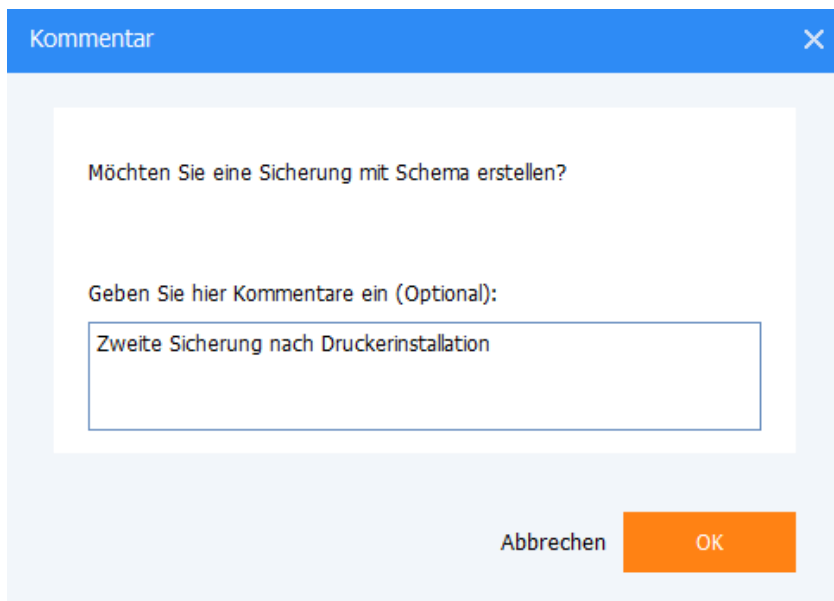 Kommentar
Möchten Sie eine Sicherung mit Schema erstellen?
Geben Sie hier Kommentare ein (Optional):
Zweite Sicherung nach Druckerinstallation
Abbrechen OK